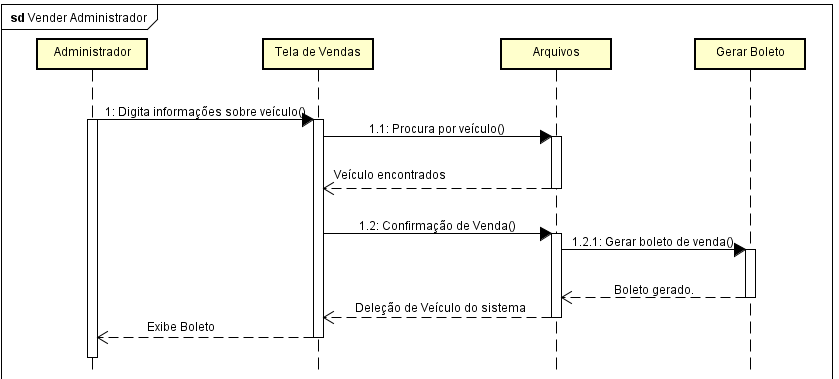 sd Vender Administrador
Administrador
Tela de Vendas
Arquivos
Gerar Boleto
1: Digita informações sobre veículo()
1.1: Procura por veículo()
Veículo encontrados
1.2: Confirmação de Venda()
1.2.1: Gerar boleto de venda()
Boleto gerado.
Deleção de Veículo do sistema
Exibe Boleto